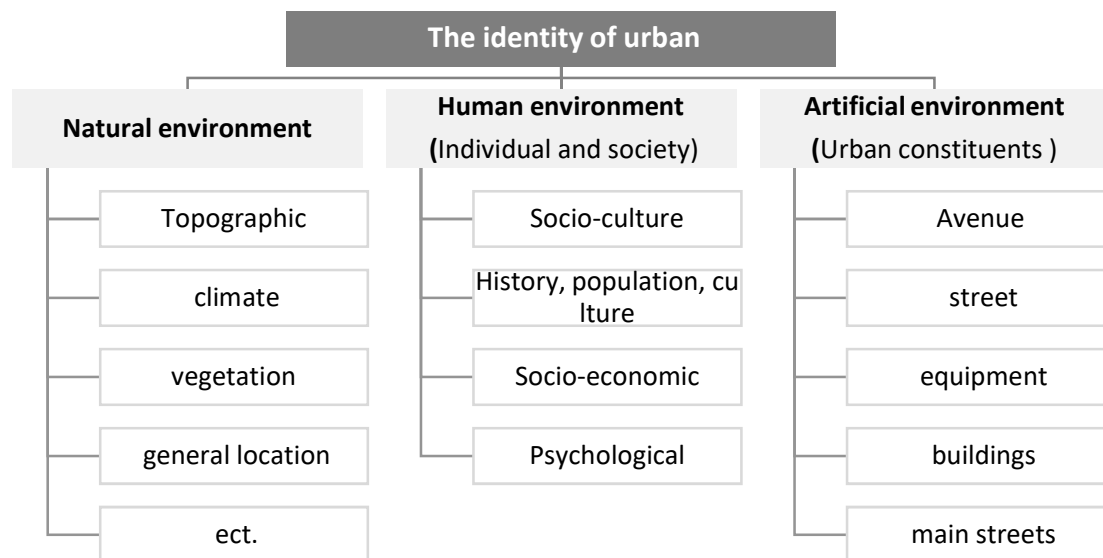 The identity of urban
Natural environment
Topographic
climate
vegetation
general location
ect.
Human environment
(Individual and society)
Socio-culture
History, population, cu
lture
Socio-economic
Psychological
Artificial environment
(Urban constituents )
Avenue
street
equipment
buildings
main streets